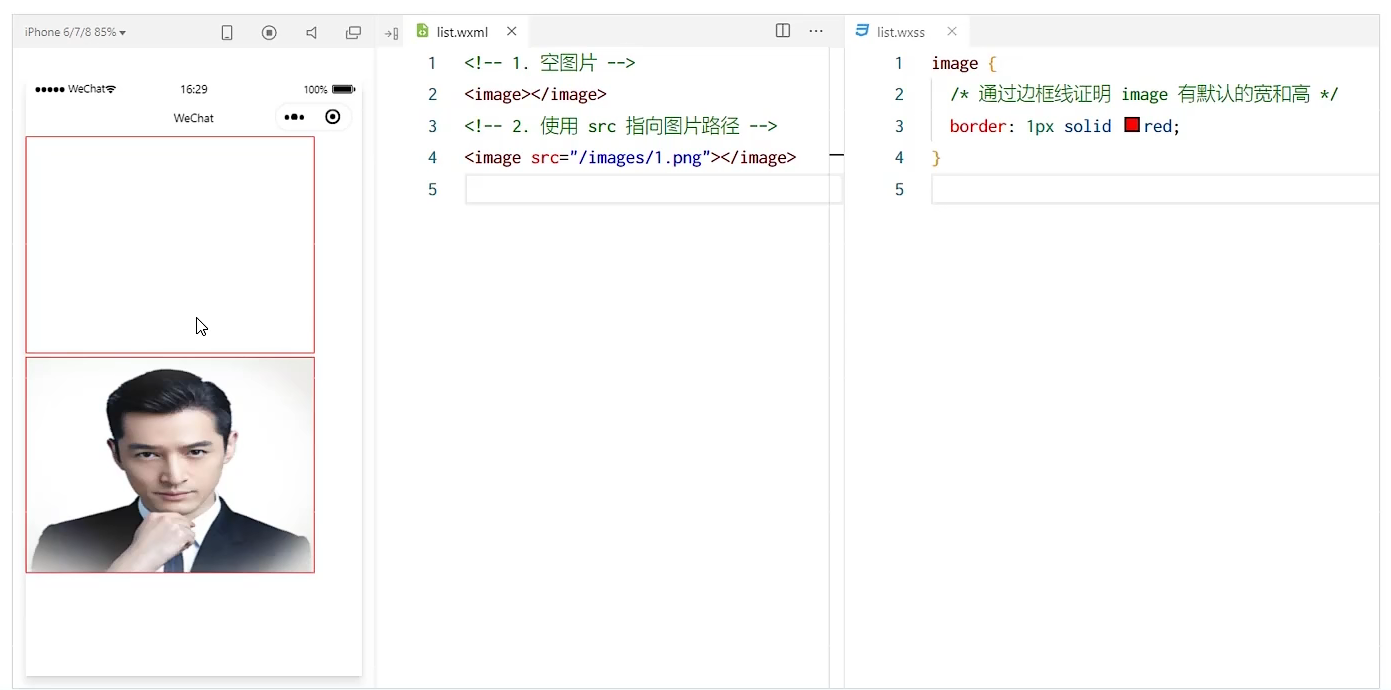 iPhone 6/7/8 85%
WeChat
16:29
100%
WeChat
list.wxml
1 <!-- 1. 空图片 -->
2 <image></image>
3 <!-- 2. 使用 src 指向图片路径 -->
4 <image src="/images/1.png"></image>
5
list.wxss
1 image {
2 /* 通过边框线证明 image 有默认的宽和高 */
3 border: 1px solid red;
4 }
5